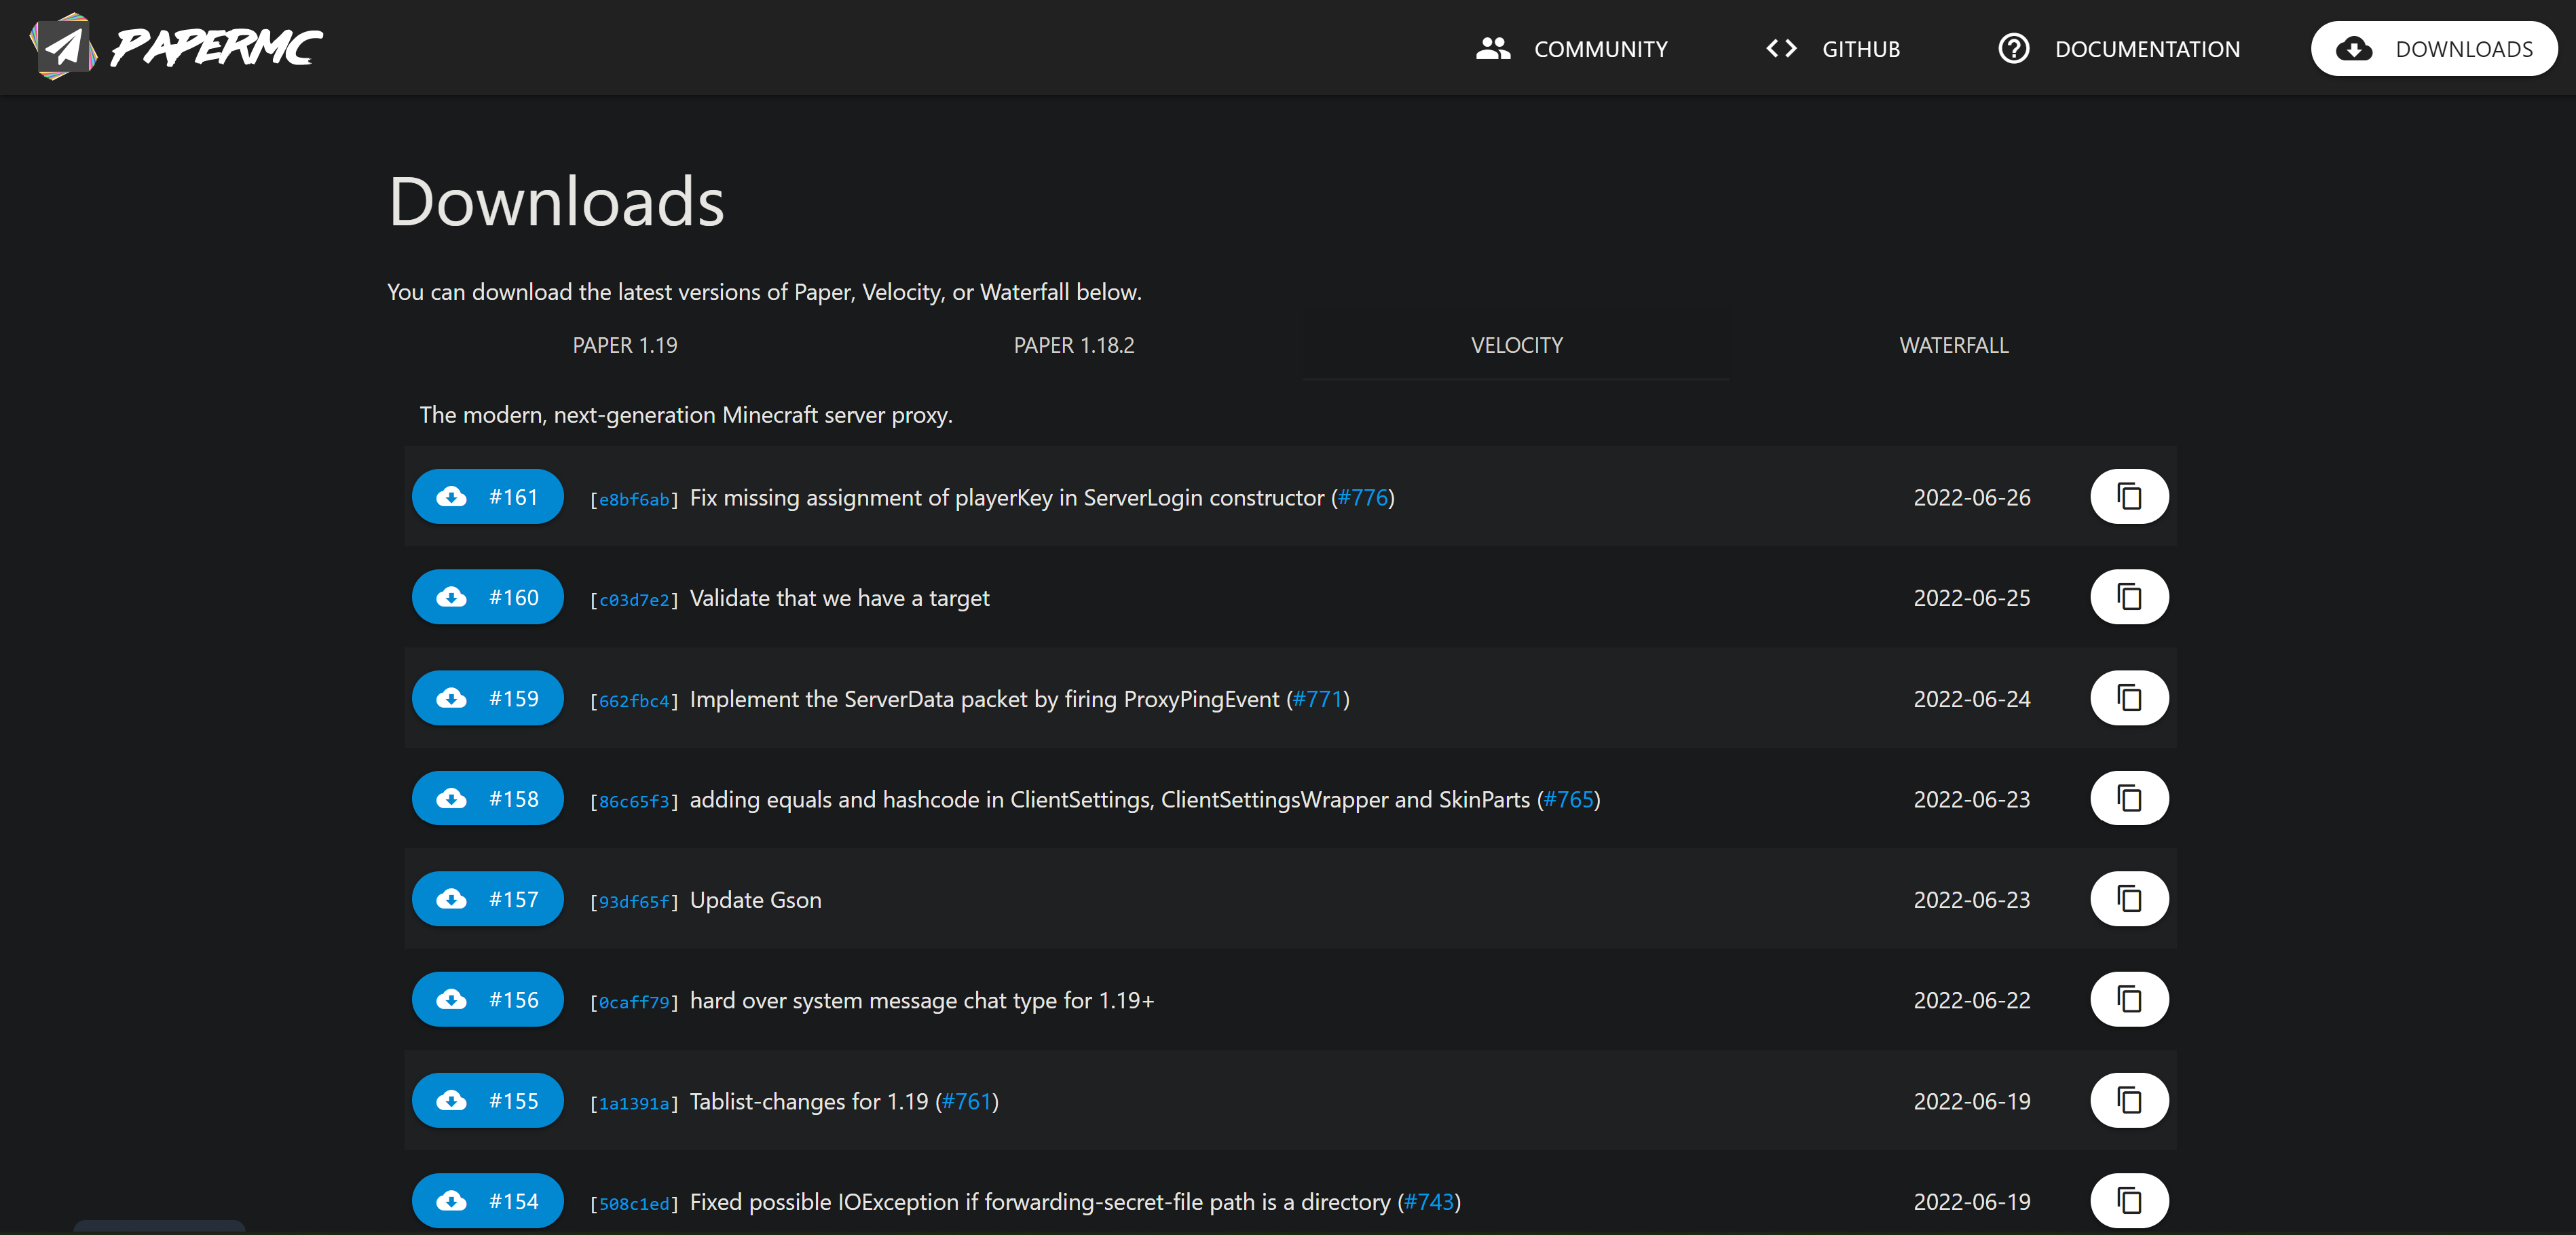 PAPERMC
COMMUNITY
GITHUB
DOCUMENTATION
DOWNLOADS
Downloads
You can download the latest versions of Paper, Velocity, or Waterfall below.
PAPER 1.19
PAPER 1.18.2
VELOCITY
WATERFALL
The modern, next-generation Minecraft server proxy.
#161 [e8bf6ab] Fix missing assignment of playerKey in ServerLogin constructor (#776) 2022-06-26
#160 [c03d7e2] Validate that we have a target 2022-06-25
#159 [662fbc4] Implement the ServerData packet by firing ProxyPingEvent (#771) 2022-06-24
#158 [86c65f3] adding equals and hashcode in ClientSettings, ClientSettingsWrapper and SkinParts (#765) 2022-06-23
#157 [93df65f] Update Gson 2022-06-23
#156 [0caff79] hard over system message chat type for 1.19+ 2022-06-22
#155 [1a1391a] Tablist-changes for 1.19 (#761) 2022-06-19
#154 [508c1ed] Fixed possible IOException if forwarding-secret-file path is a directory (#743) 2022-06-19